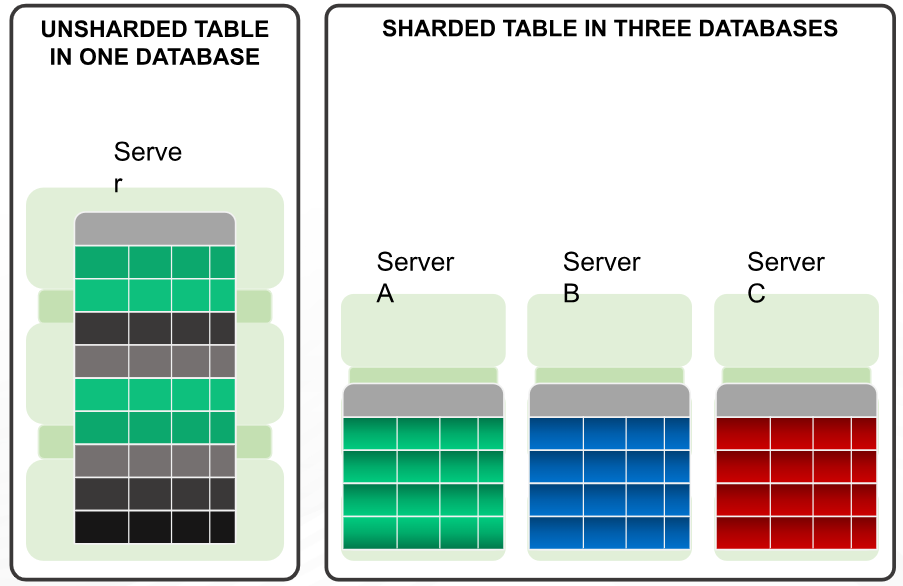 UNSHARDED TABLE
IN ONE DATABASE
Serve
r
SHARDED TABLE IN THREE DATABASES
Server
A
Server
B
Server
C